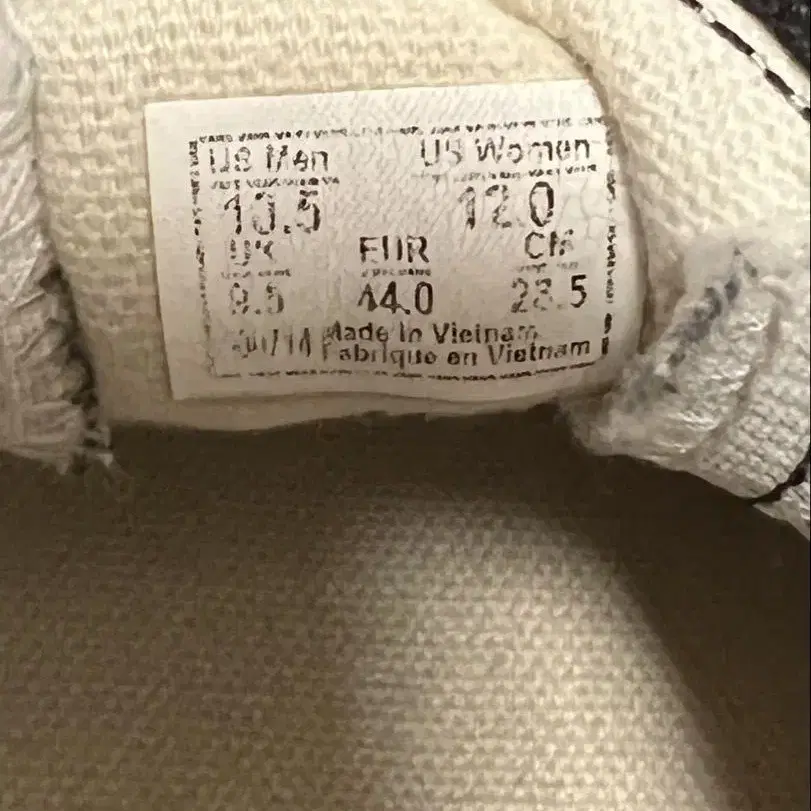 US Men US Women
10.5 12.0
UK EUR CM
9.5 44.0 28.5
Made in Vietnam
Fabrique en Vietnam